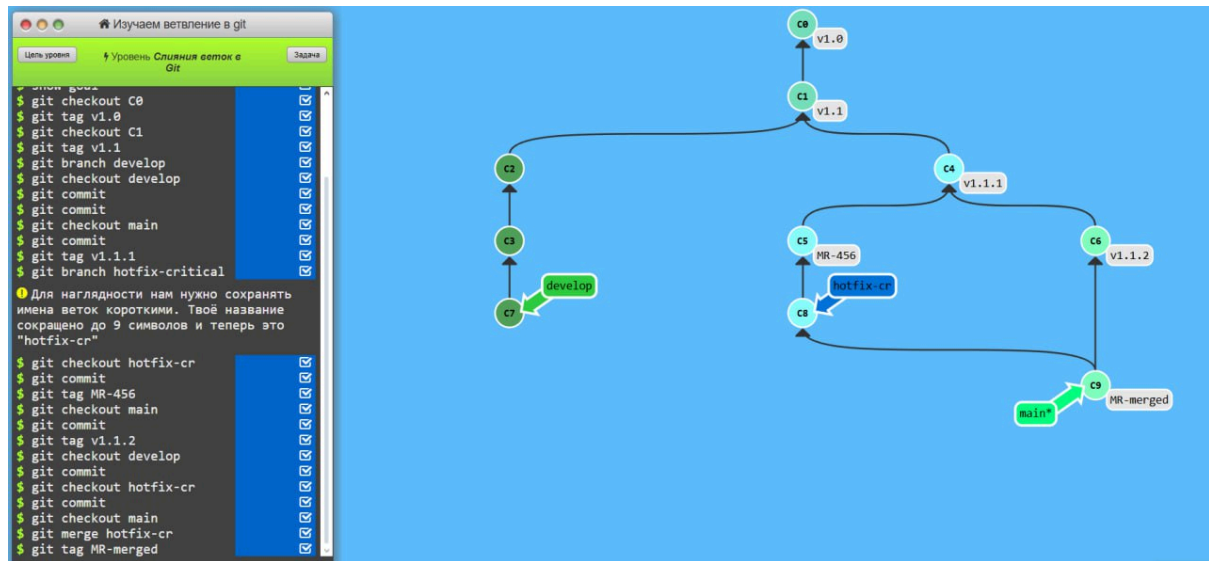 Изучаем ветвление в git
Цель уровня
Уровень Слияния веток в
Git
Задача
$ show goal
$ git checkout C0
$ git tag v1.0
$ git checkout C1
$ git tag v1.1
$ git branch develop
$ git checkout develop
$ git commit
$ git commit
$ git checkout main
$ git commit
$ git tag v1.1.1
$ git branch hotfix-critical
Для наглядности нам нужно сохранять
имена веток короткими. Твоё название
сокращено до 9 символов и теперь это
"hotfix-cr"
$ git checkout hotfix-cr
$ git commit
$ git tag MR-456
$ git checkout main
$ git commit
$ git tag v1.1.2
$ git checkout develop
$ git commit
$ git checkout hotfix-cr
$ git commit
$ git checkout main
$ git merge hotfix-cr
$ git tag MR-merged
C0
v1.0
C1
v1.1
C2
C4
v1.1.1
C3
C5
MR-456
C6
v1.1.2
develop
hotfix-cr
C7
C8
C9
MR-merged
main*